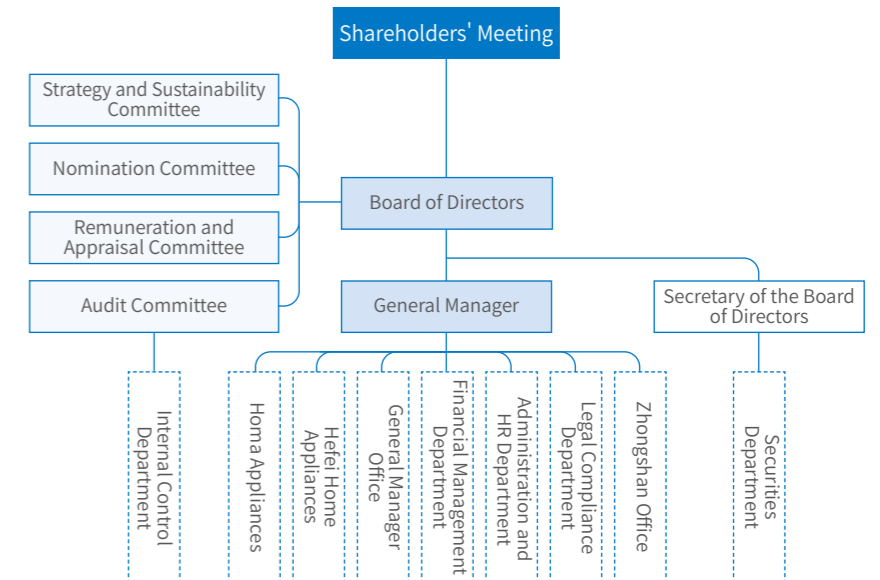 Shareholders' Meeting
Strategy and Sustainability
Committee
Nomination Committee
Board of Directors
Remuneration and
Appraisal Committee
Audit Committee
General Manager
Secretary of the Board
of Directors
Internal Control
Department
Homa Appliances
Hefei Home
Appliances
General Manager
Office
Financial Management
Department
Administration and
HR Department
Legal Compliance
Department
Zhongshan Office
Securities
Department